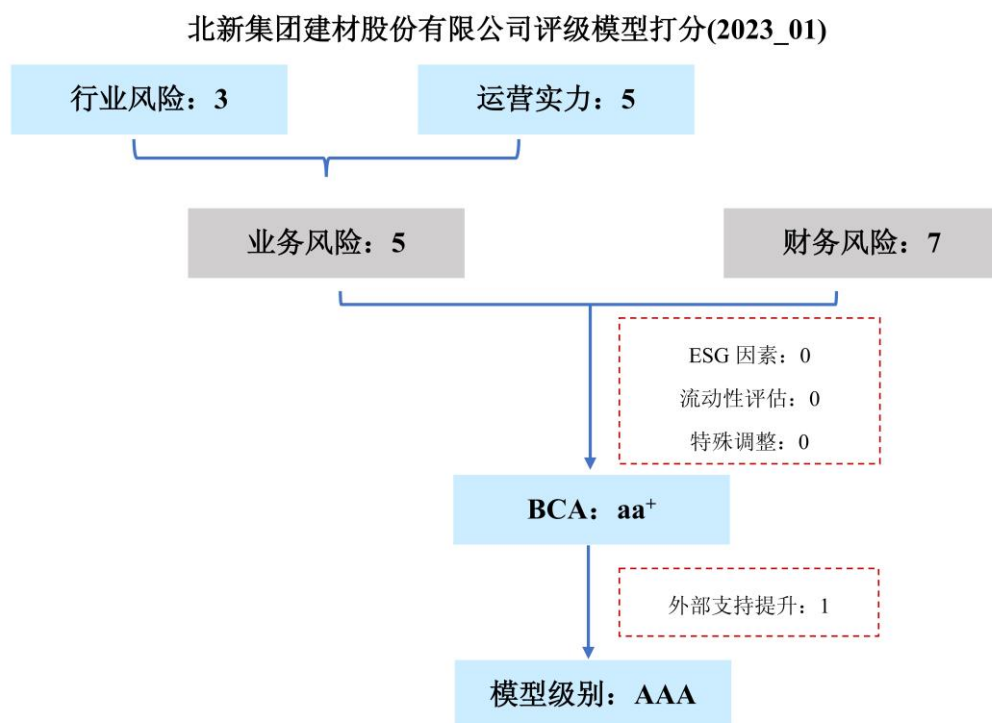 北新集团建材股份有限公司评级模型打分(2023_01)
行业风险：3
运营实力：5
业务风险：5
财务风险：7
ESG 因素：0
流动性评估：0
特殊调整：0
BCA：aa⁺
外部支持提升：1
模型级别：AAA